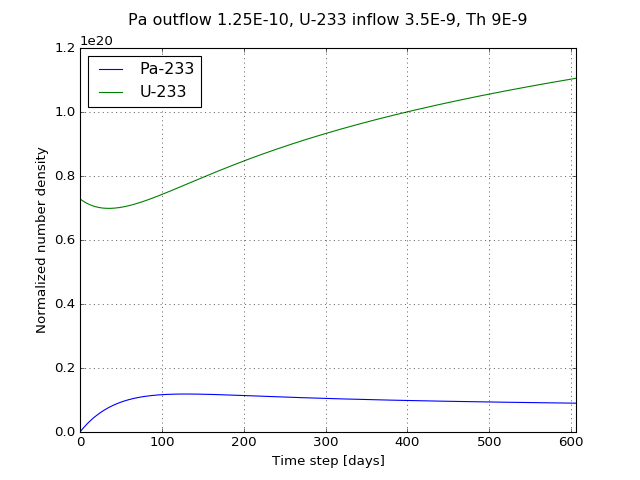 Pa outflow 1.25E-10, U-233 inflow 3.5E-9, Th 9E-9
1e20
1.2
1.0
0.8
0.6
0.4
0.2
0.0
Normalized number density
Pa-233
U-233
0 100 200 300 400 500 600
Time step [days]